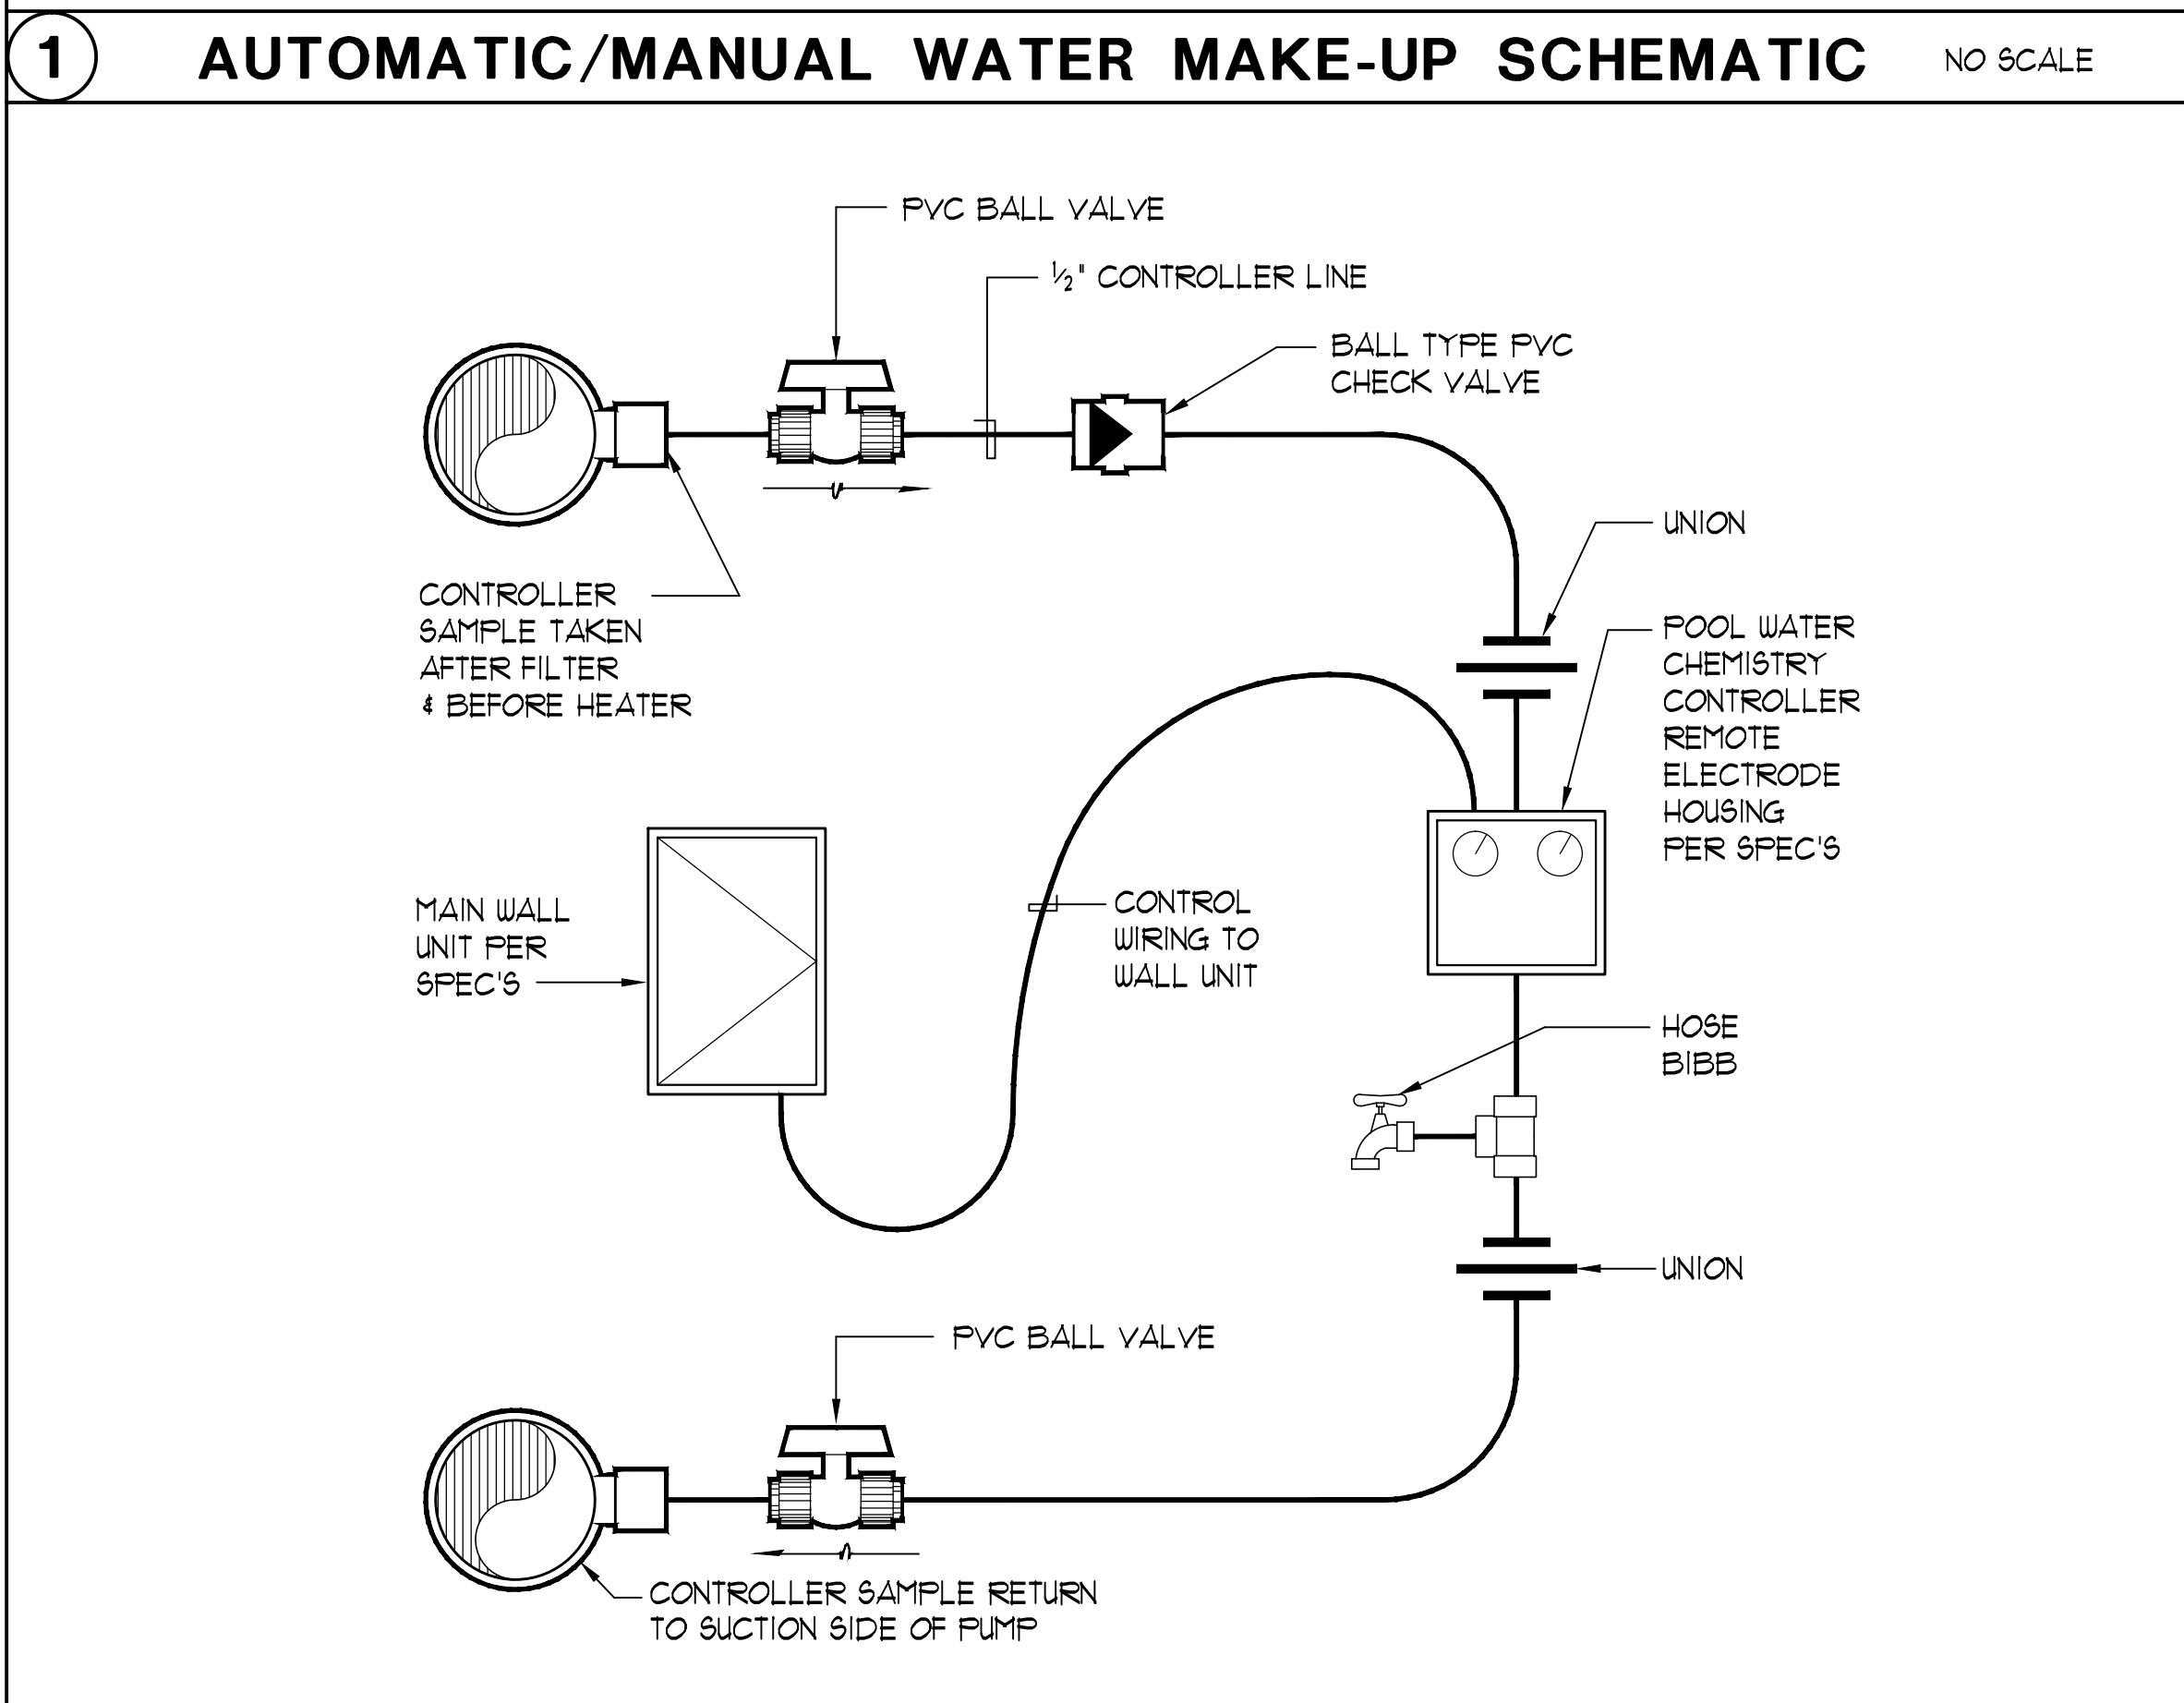 1 AUTOMATIC/MANUAL WATER MAKE-UP SCHEMATIC NO SCALE
PVC BALL VALVE
½" CONTROLLER LINE
BALL TYPE PVC
CHECK VALVE
UNION
CONTROLLER
SAMPLE TAKEN
AFTER FILTER
& BEFORE HEATER
POOL WATER
CHEMISTRY
CONTROLLER
REMOTE
ELECTRODE
HOUSING
PER SPEC'S
MAIN WALL
UNIT PER
SPEC'S
CONTROL
WIRING TO
WALL UNIT
HOSE
BIBB
UNION
PVC BALL VALVE
CONTROLLER SAMPLE RETURN
TO SUCTION SIDE OF PUMP